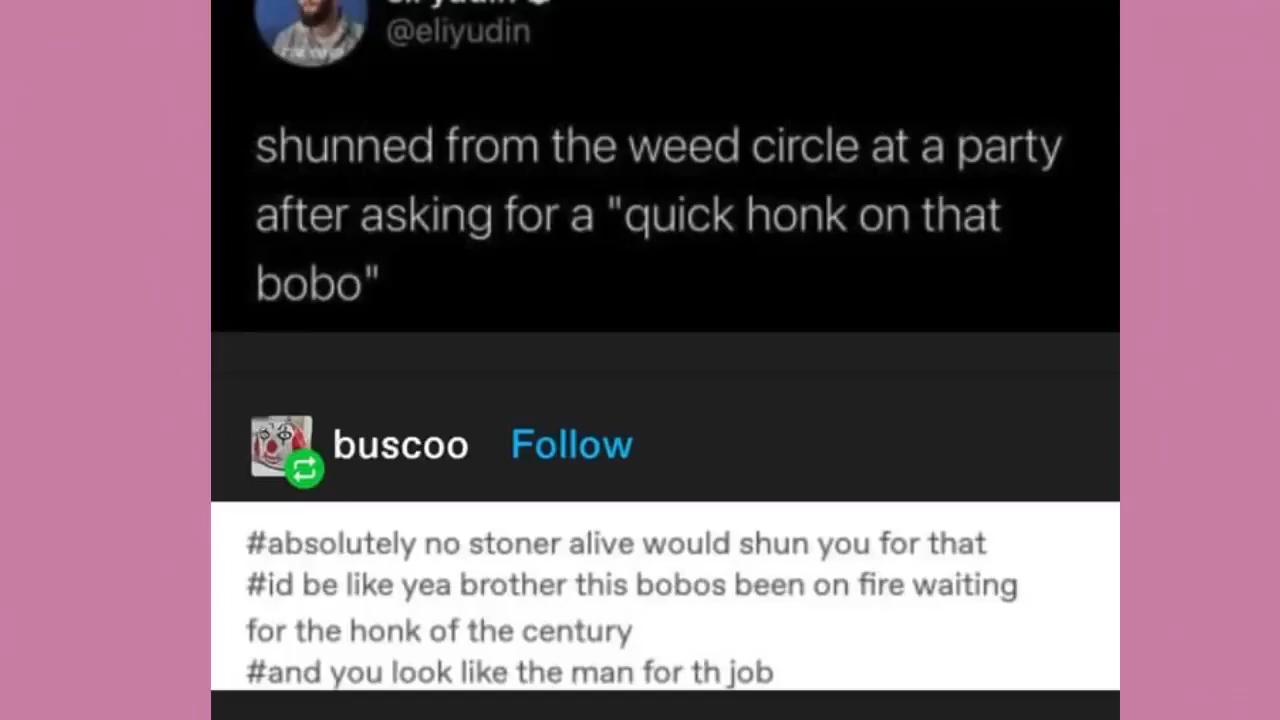 @eliyudin
shunned from the weed circle at a party
after asking for a "quick honk on that
bobo"
buscoo Follow
#absolutely no stoner alive would shun you for that
#id be like yea brother this bobos been on fire waiting
for the honk of the century
#and you look like the man for th job